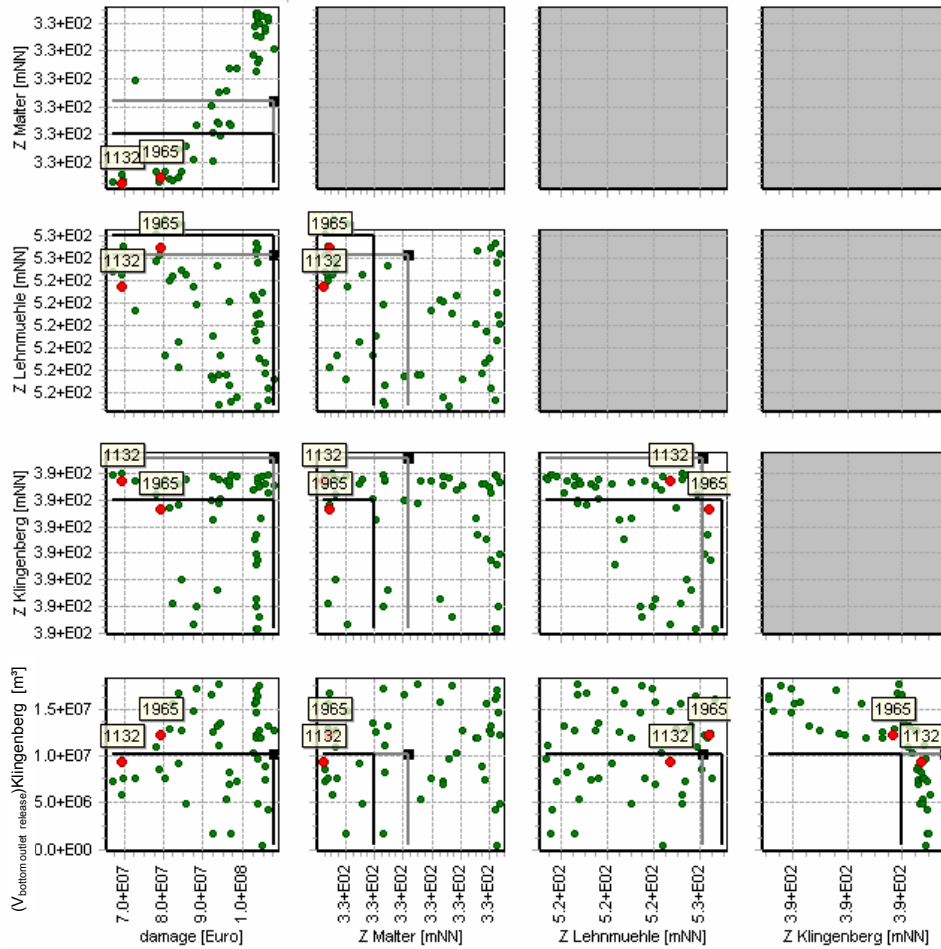 Z Matter [mNN]
3.3+E02
3.3+E02
3.3+E02
3.3+E02
3.3+E02
3.3+E02
1132
1965
Z Lehnmuehle [mNN]
5.3+E02
5.3+E02
5.2+E02
5.2+E02
5.2+E02
5.2+E02
5.2+E02
5.2+E02
1965
1132
1965
1132
Z Klingenberg [mNN]
3.9+E02
3.9+E02
3.9+E02
3.9+E02
3.9+E02
3.9+E02
3.9+E02
1132
1965
1132
1965
1132
1965
(Vbottom outlet release)Klingenberg [m³]
1.5+E07
1.0+E07
5.0+E06
0.0+E00
1965
1132
1965
1132
1965
1132
1965
1132
7.0+E07
8.0+E07
9.0+E07
1.0+E08
3.3+E02
3.3+E02
3.3+E02
3.3+E02
3.3+E02
3.3+E02
5.2+E02
5.2+E02
5.2+E02
5.2+E02
3.9+E02
3.9+E02
3.9+E02
damage [Euro]
Z Matter [mNN]
Z Lehnmuehle [mNN]
Z Klingenberg [mNN]